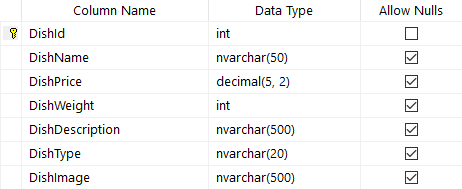 Column Name Data Type Allow Nulls
DishId int
DishName nvarchar(50)
DishPrice decimal(5, 2)
DishWeight int
DishDescription nvarchar(500)
DishType nvarchar(20)
DishImage nvarchar(500)